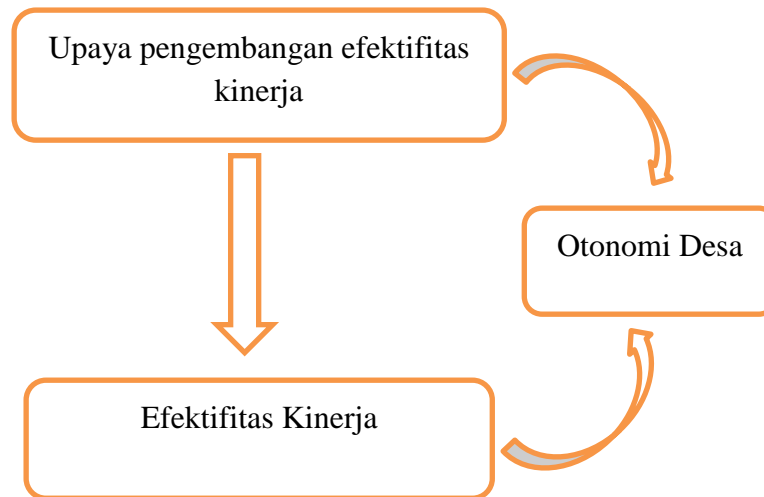 Upaya pengembangan efektifitas
kinerja
Otonomi Desa
Efektifitas Kinerja